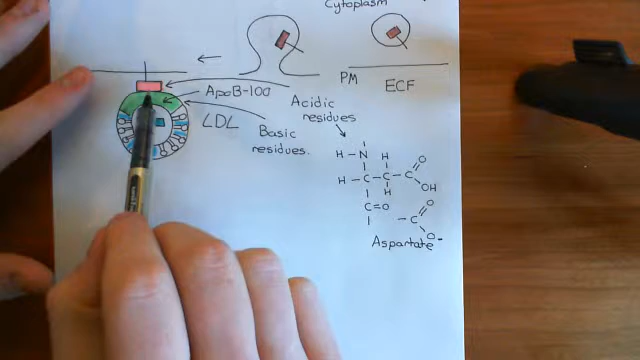 Cytoplasm
PM
ECF
ApoB-100
LDL
Acidic
residues
Basic
residues.
H-N H
H-C-C-C O
OH
H
C=O
-C O
O-
Aspartate